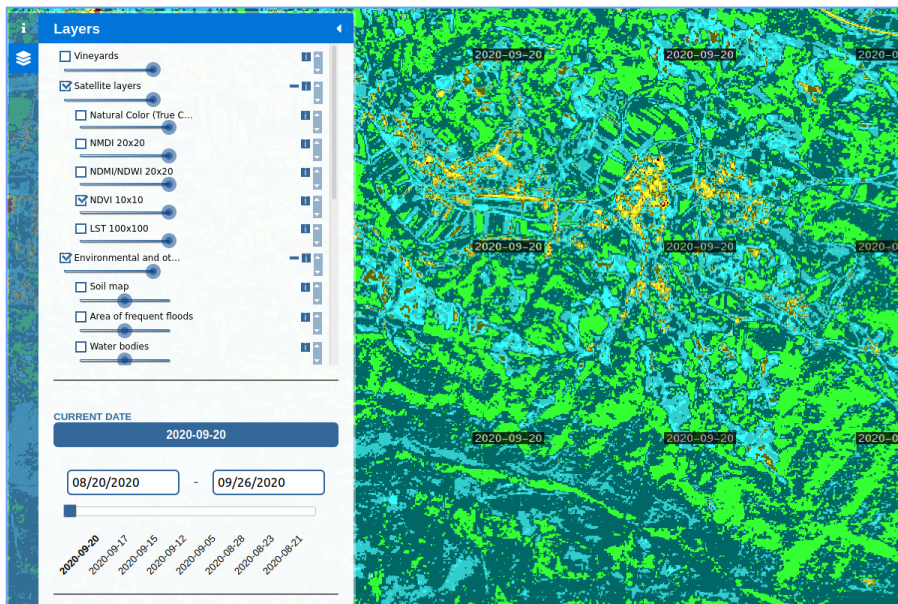 Layers
Vineyards
Satellite layers
Natural Color (True C...
NMDI 20x20
NDMI/NDWI 20x20
NDVI 10x10
LST 100x100
Environmental and ot...
Soil map
Area of frequent floods
Water bodies
CURRENT DATE
2020-09-20
08/20/2020 - 09/26/2020
2020-09-20 2020-09-17 2020-09-15 2020-09-12 2020-09-05 2020-08-28 2020-08-23 2020-08-21
2020-09-20 2020-09-20 2020-0
2020-09-20 2020-09-20 2020-0
2020-09-20 2020-09-20 2020-0